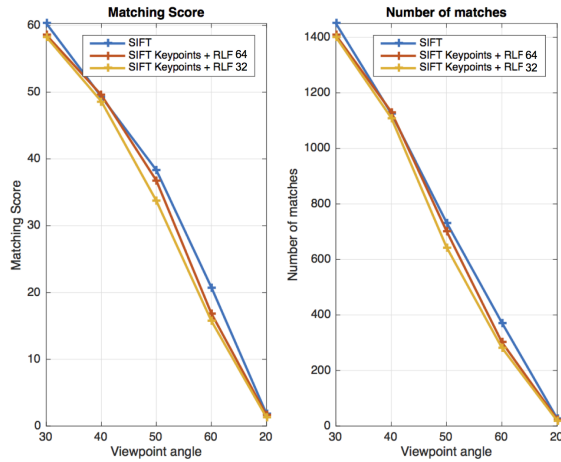 Matching Score
SIFT
SIFT Keypoints + RLF 64
SIFT Keypoints + RLF 32
60
50
40
30
20
10
0
Matching Score
30 40 50 60 20
Viewpoint angle
Number of matches
SIFT
SIFT Keypoints + RLF 64
SIFT Keypoints + RLF 32
1400
1200
1000
800
600
400
200
0
Number of matches
30 40 50 60 20
Viewpoint angle